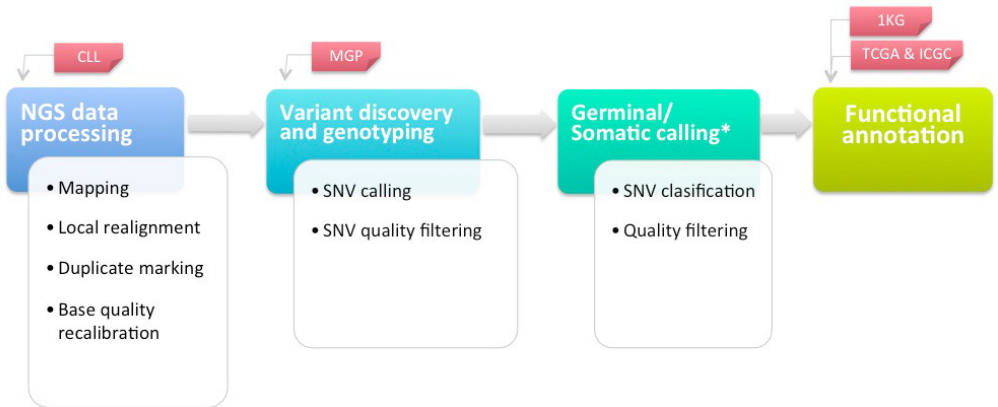 CLL
MGP
1KG
TCGA & ICGC
NGS data
processing
• Mapping
• Local realignment
• Duplicate marking
• Base quality
recalibration
Variant discovery
and genotyping
• SNV calling
• SNV quality filtering
Germinal/
Somatic calling*
• SNV clasification
• Quality filtering
Functional
annotation